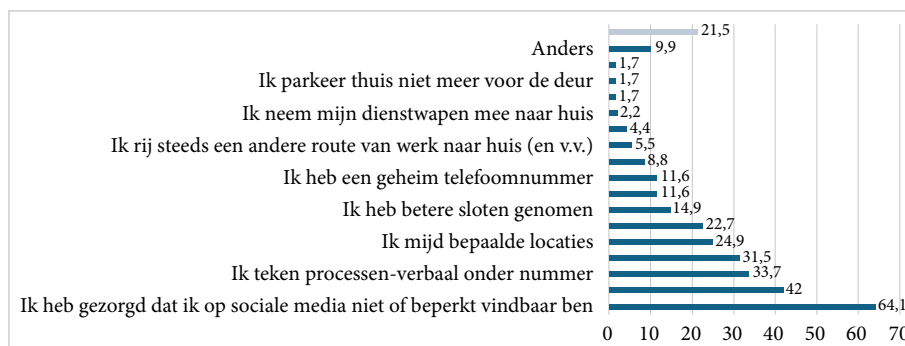 21,5
Anders 9,9
1,7
Ik parkeer thuis niet meer voor de deur 1,7
1,7
Ik neem mijn dienstwapen mee naar huis 2,2
4,4
Ik rij steeds een andere route van werk naar huis (en v.v.) 5,5
8,8
Ik heb een geheim telefoomnummer 11,6
11,6
Ik heb betere sloten genomen 14,9
22,7
Ik mijd bepaalde locaties 24,9
31,5
Ik teken processen-verbaal onder nummer 33,7
42
Ik heb gezorgd dat ik op sociale media niet of beperkt vindbaar ben 64,1
0 10 20 30 40 50 60 70